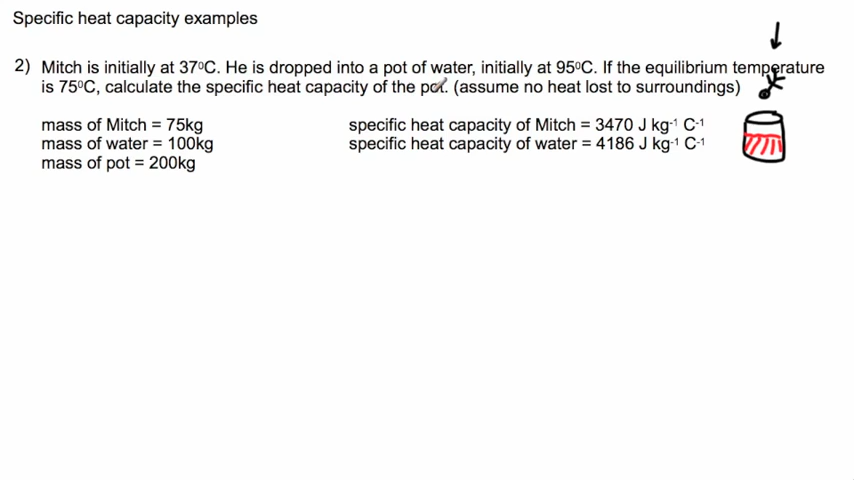 Specific heat capacity examples
2) Mitch is initially at 37⁰C. He is dropped into a pot of water, initially at 95⁰C. If the equilibrium temperature
is 75⁰C, calculate the specific heat capacity of the pot. (assume no heat lost to surroundings)
mass of Mitch = 75kg specific heat capacity of Mitch = 3470 J kg⁻¹ C⁻¹
mass of water = 100kg specific heat capacity of water = 4186 J kg⁻¹ C⁻¹
mass of pot = 200kg